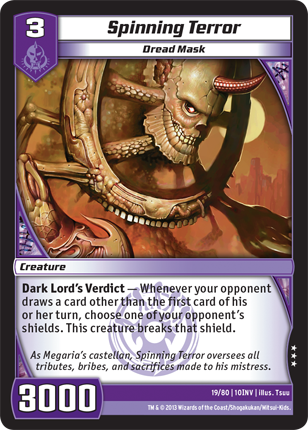 3
Spinning Terror
Dread Mask
Creature
Dark Lord's Verdict — Whenever your opponent
draws a card other than the first card of his
or her turn, choose one of your opponent's
shields. This creature breaks that shield.
As Megaria's castellan, Spinning Terror oversees all
tributes, bribes, and sacrifices made to his mistress.
3000
19/80 | 10INV | illus. Tsuu
TM & © 2013 Wizards of the Coast/Shogakukan/Mitsui-Kids.